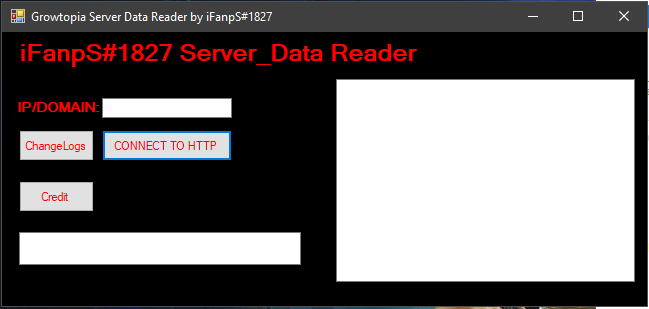 Growtopia Server Data Reader by iFanpS#1827
iFanpS#1827 Server_Data Reader
IP/DOMAIN:
ChangeLogs
CONNECT TO HTTP
Credit